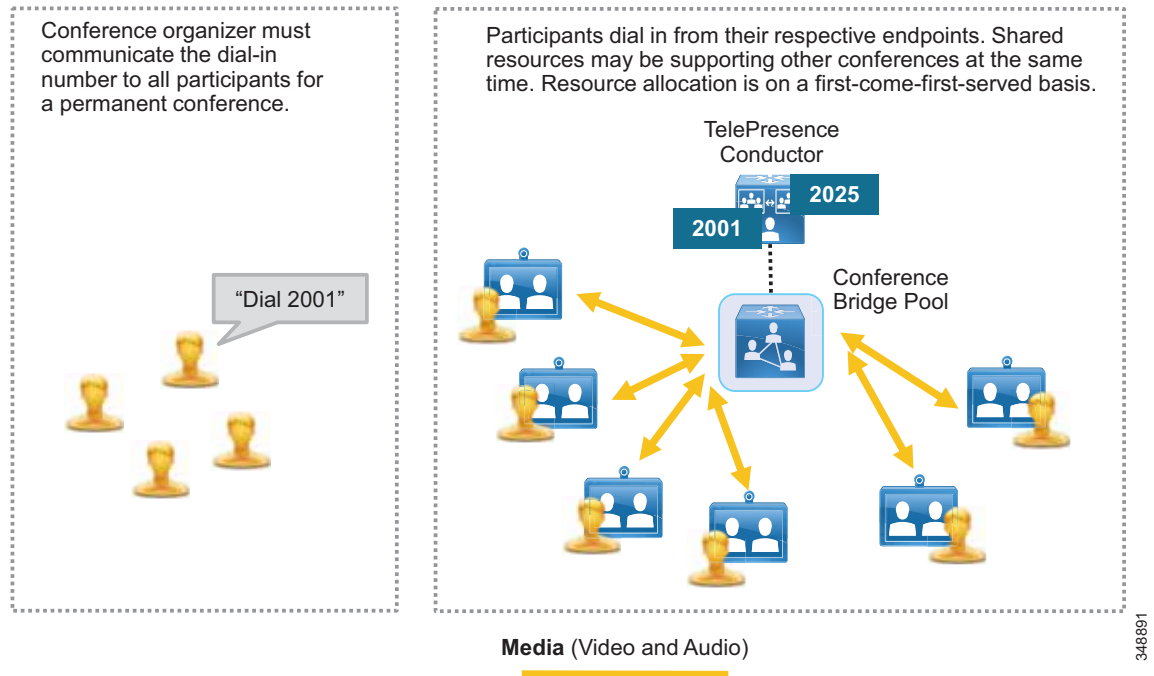 Conference organizer must
communicate the dial-in
number to all participants for
a permanent conference.
“Dial 2001”
Participants dial in from their respective endpoints. Shared
resources may be supporting other conferences at the same
time. Resource allocation is on a first-come-first-served basis.
TelePresence
Conductor
2025
2001
Conference
Bridge Pool
Media (Video and Audio)
348891